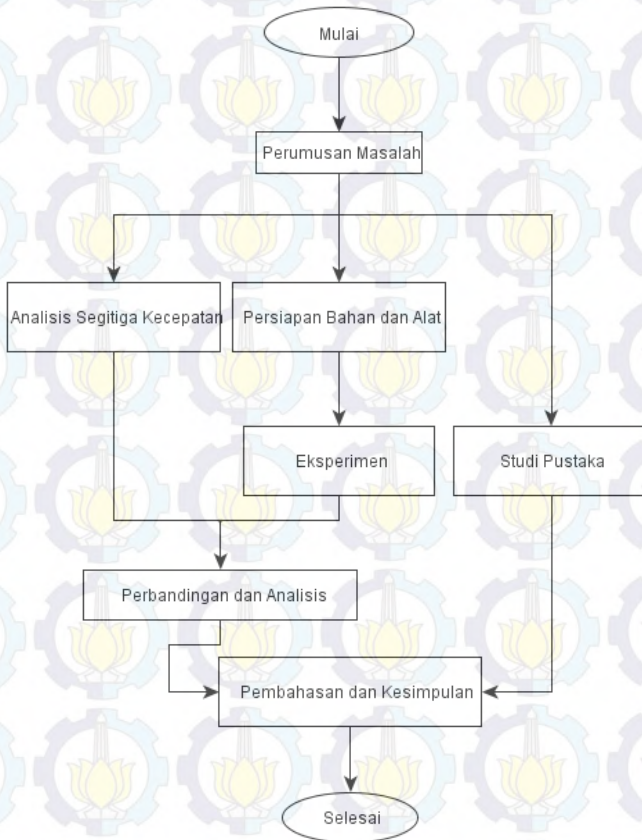 Mulai
Perumusan Masalah
Analisis Segitiga Kecepatan
Persiapan Bahan dan Alat
Eksperimen
Studi Pustaka
Perbandingan dan Analisis
Pembahasan dan Kesimpulan
Selesai